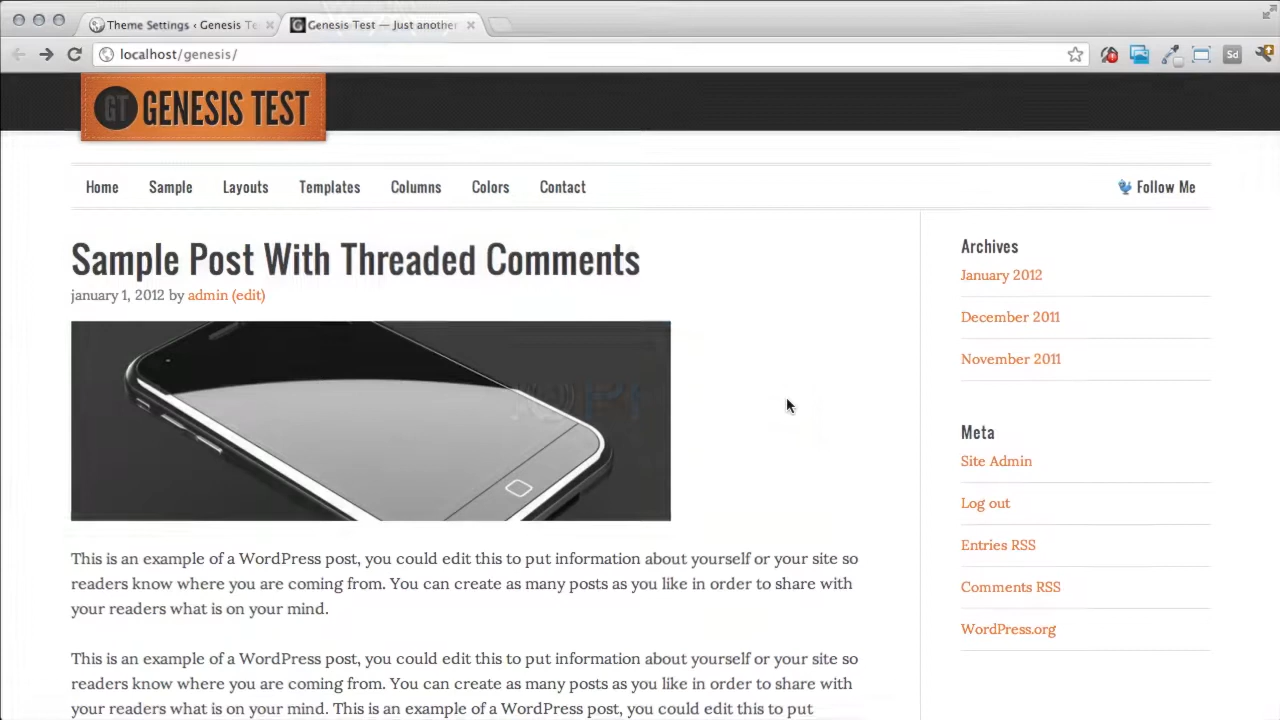 Theme Settings ‹ Genesis Te
Genesis Test — Just another
localhost/genesis/
Sd
GT GENESIS TEST
Home Sample Layouts Templates Columns Colors Contact Follow Me
Sample Post With Threaded Comments
january 1, 2012 by admin (edit)
This is an example of a WordPress post, you could edit this to put information about yourself or your site so
readers know where you are coming from. You can create as many posts as you like in order to share with
your readers what is on your mind.
This is an example of a WordPress post, you could edit this to put information about yourself or your site so
readers know where you are coming from. You can create as many posts as you like in order to share with
your readers what is on your mind. This is an example of a WordPress post, you could edit this to put
Archives
January 2012
December 2011
November 2011
Meta
Site Admin
Log out
Entries RSS
Comments RSS
WordPress.org